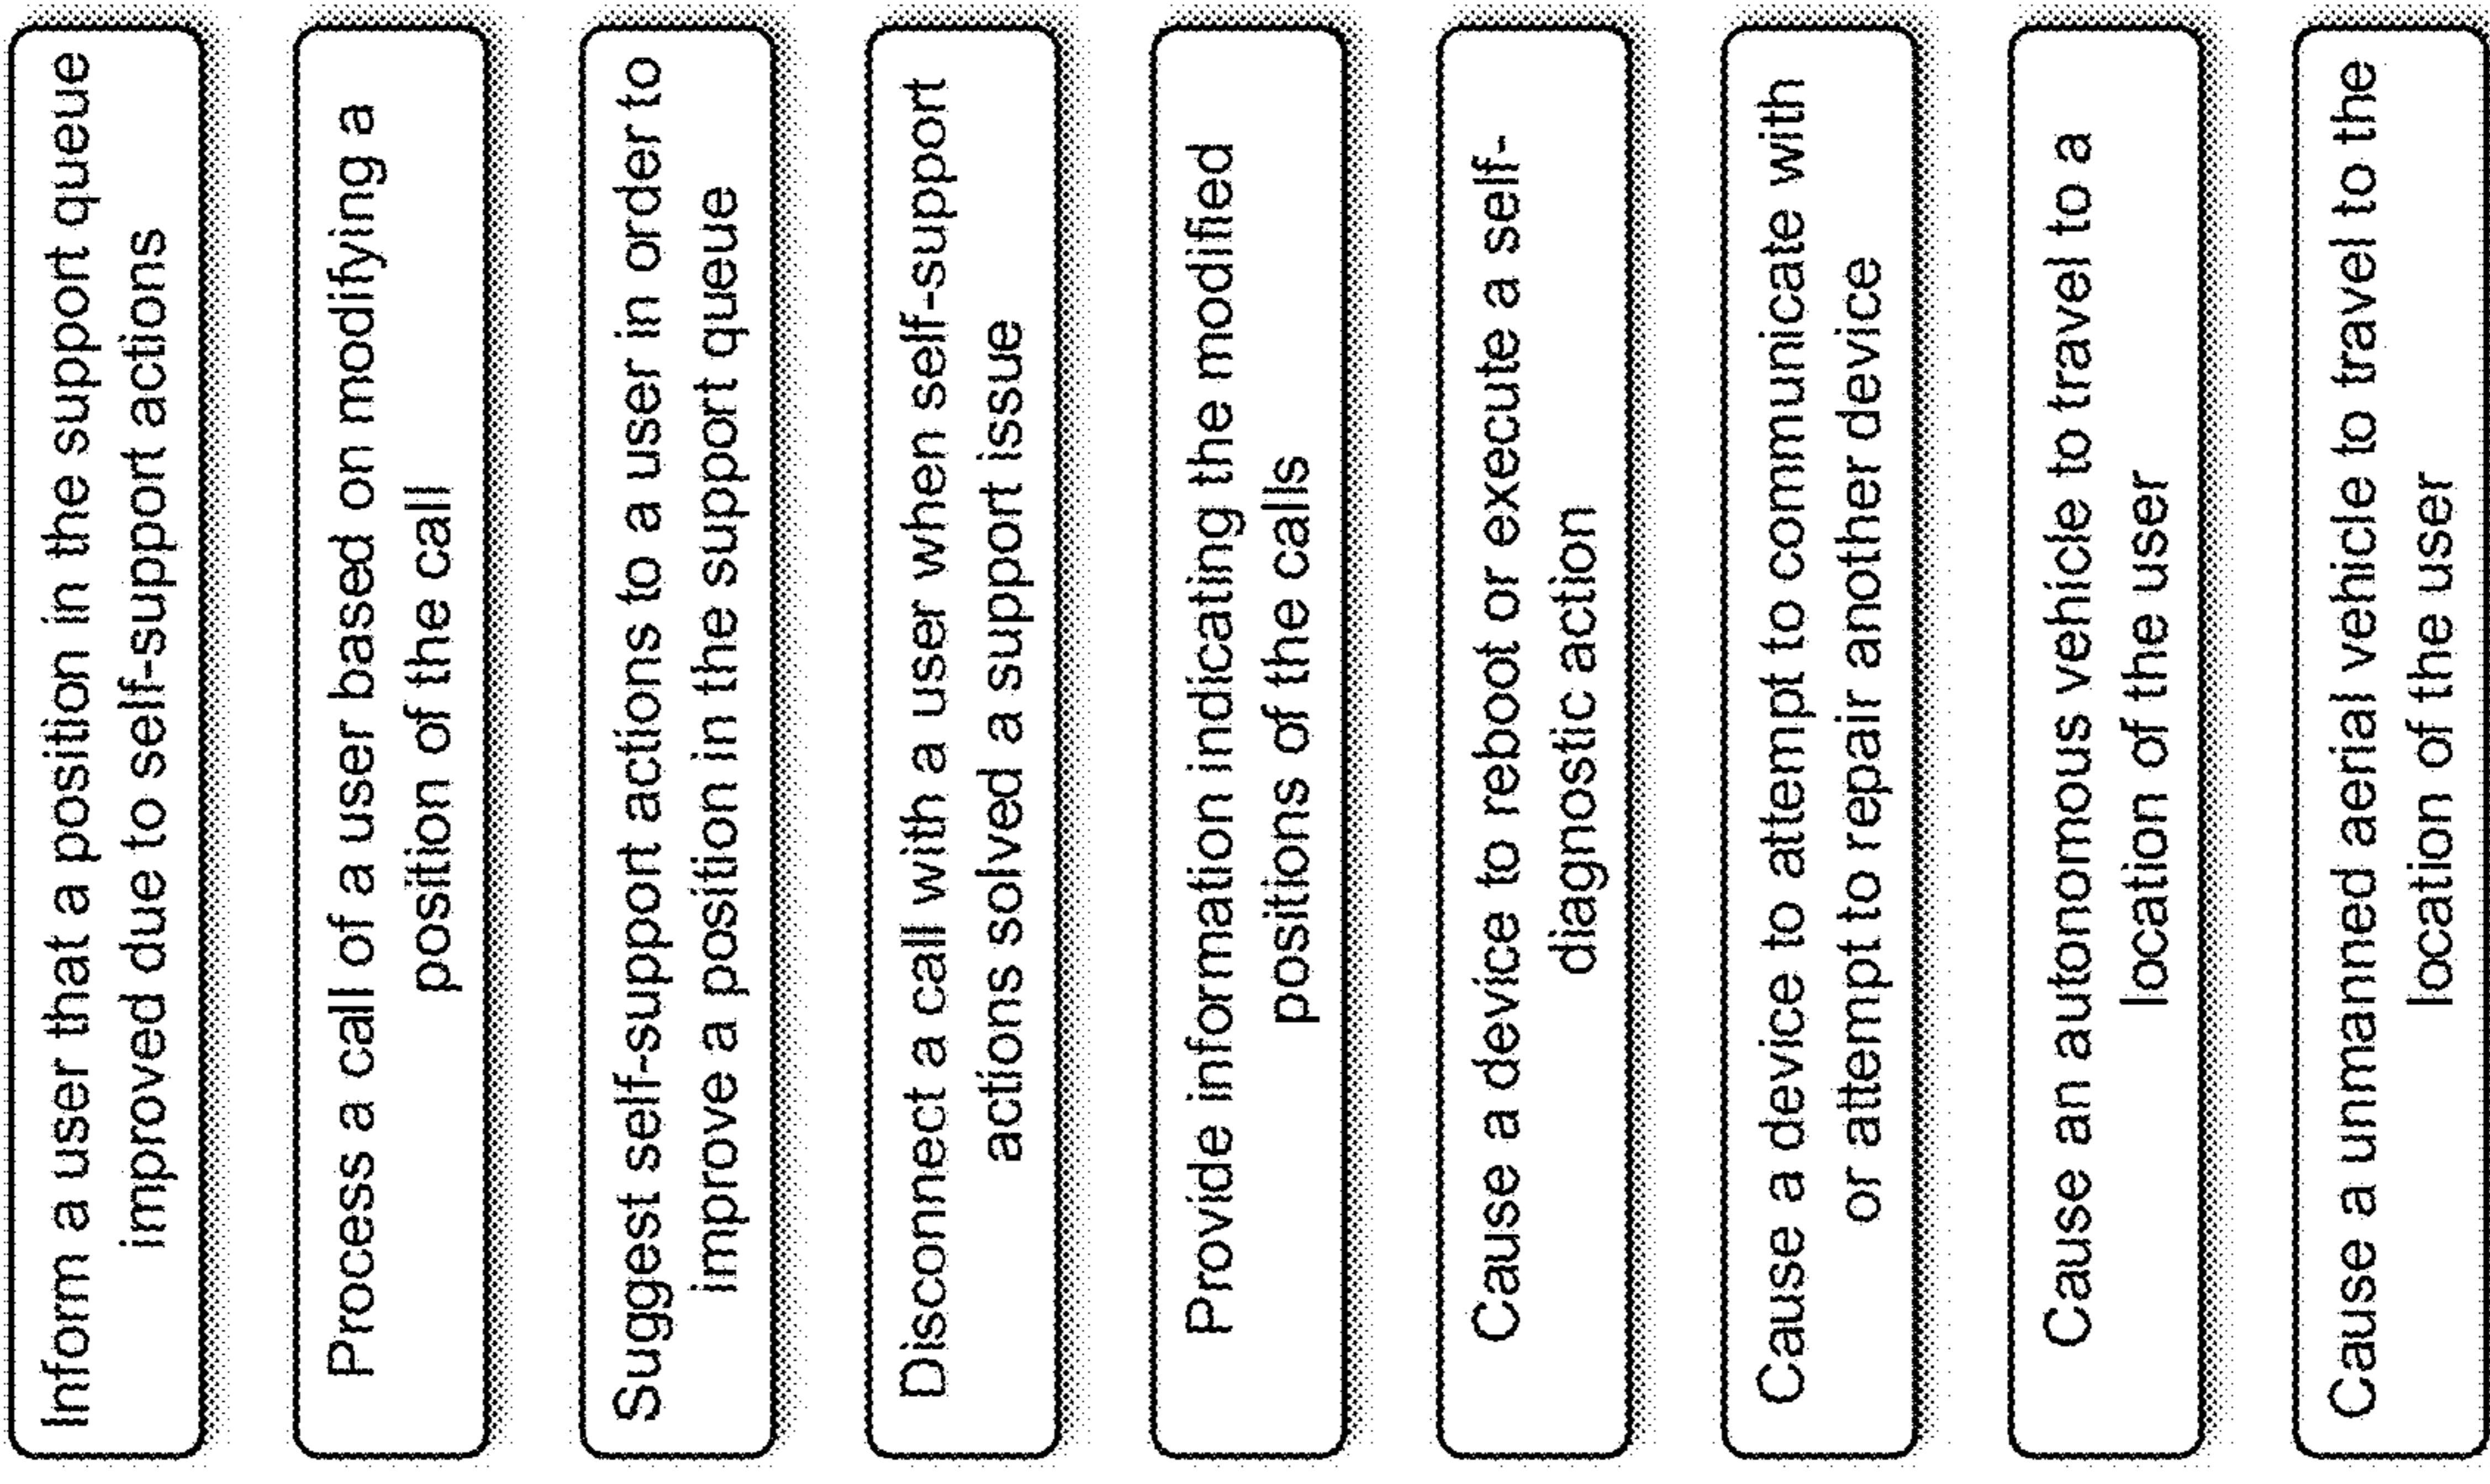 Inform a user that a position in the support queue
improved due to self-support actions
Process a call of a user based on modifying a
position of the call
Suggest self-support actions to a user in order to
improve a position in the support queue
Disconnect a call with a user when self-support
actions solved a support issue
Provide information indicating the modified
positions of the calls
Cause a device to reboot or execute a self-
diagnostic action
Cause a device to attempt to communicate with
or attempt to repair another device
Cause an autonomous vehicle to travel to a
location of the user
Cause a unmanned aerial vehicle to travel to the
location of the user